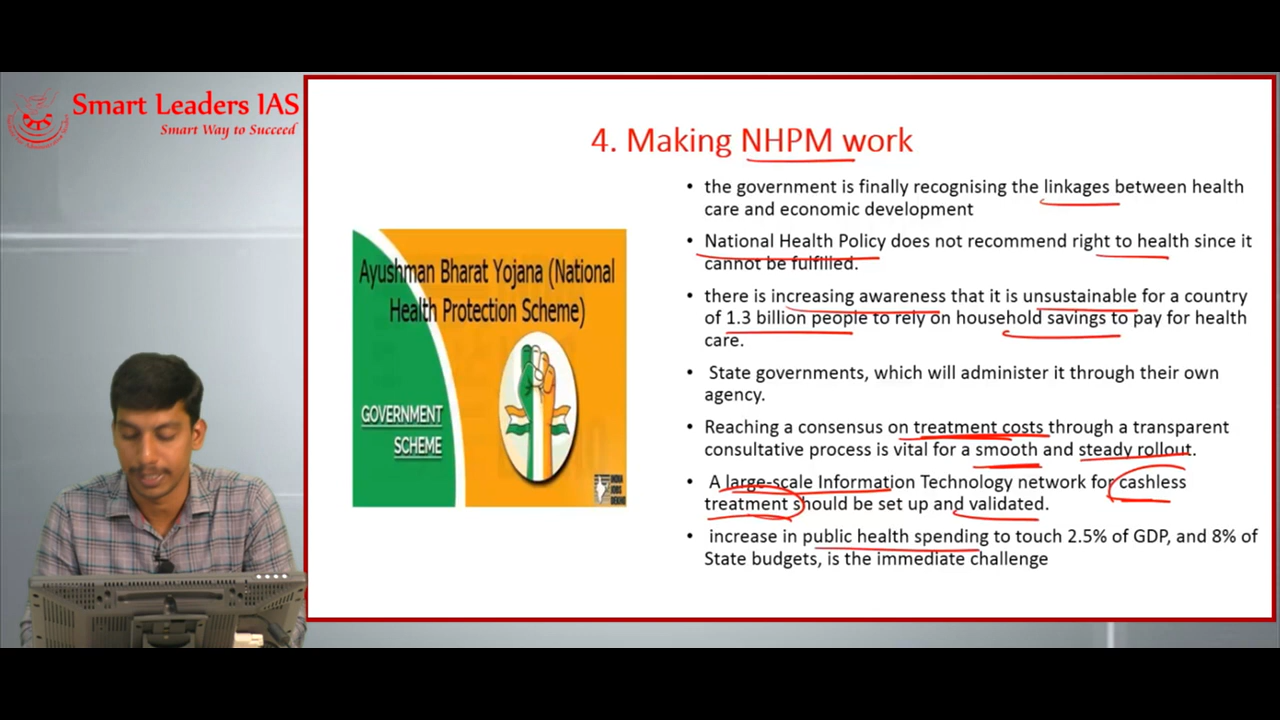 Smart Leaders IAS
Smart Way to Succeed
4. Making NHPM work
• the government is finally recognising the linkages between health
care and economic development
• National Health Policy does not recommend right to health since it
cannot be fulfilled.
• there is increasing awareness that it is unsustainable for a country
of 1.3 billion people to rely on household savings to pay for health
care.
• State governments, which will administer it through their own
agency.
• Reaching a consensus on treatment costs through a transparent
consultative process is vital for a smooth and steady rollout.
• A large-scale Information Technology network for cashless
treatment should be set up and validated.
• increase in public health spending to touch 2.5% of GDP, and 8% of
State budgets, is the immediate challenge
Ayushman Bharat Yojana (National
Health Protection Scheme)
GOVERNMENT
SCHEME